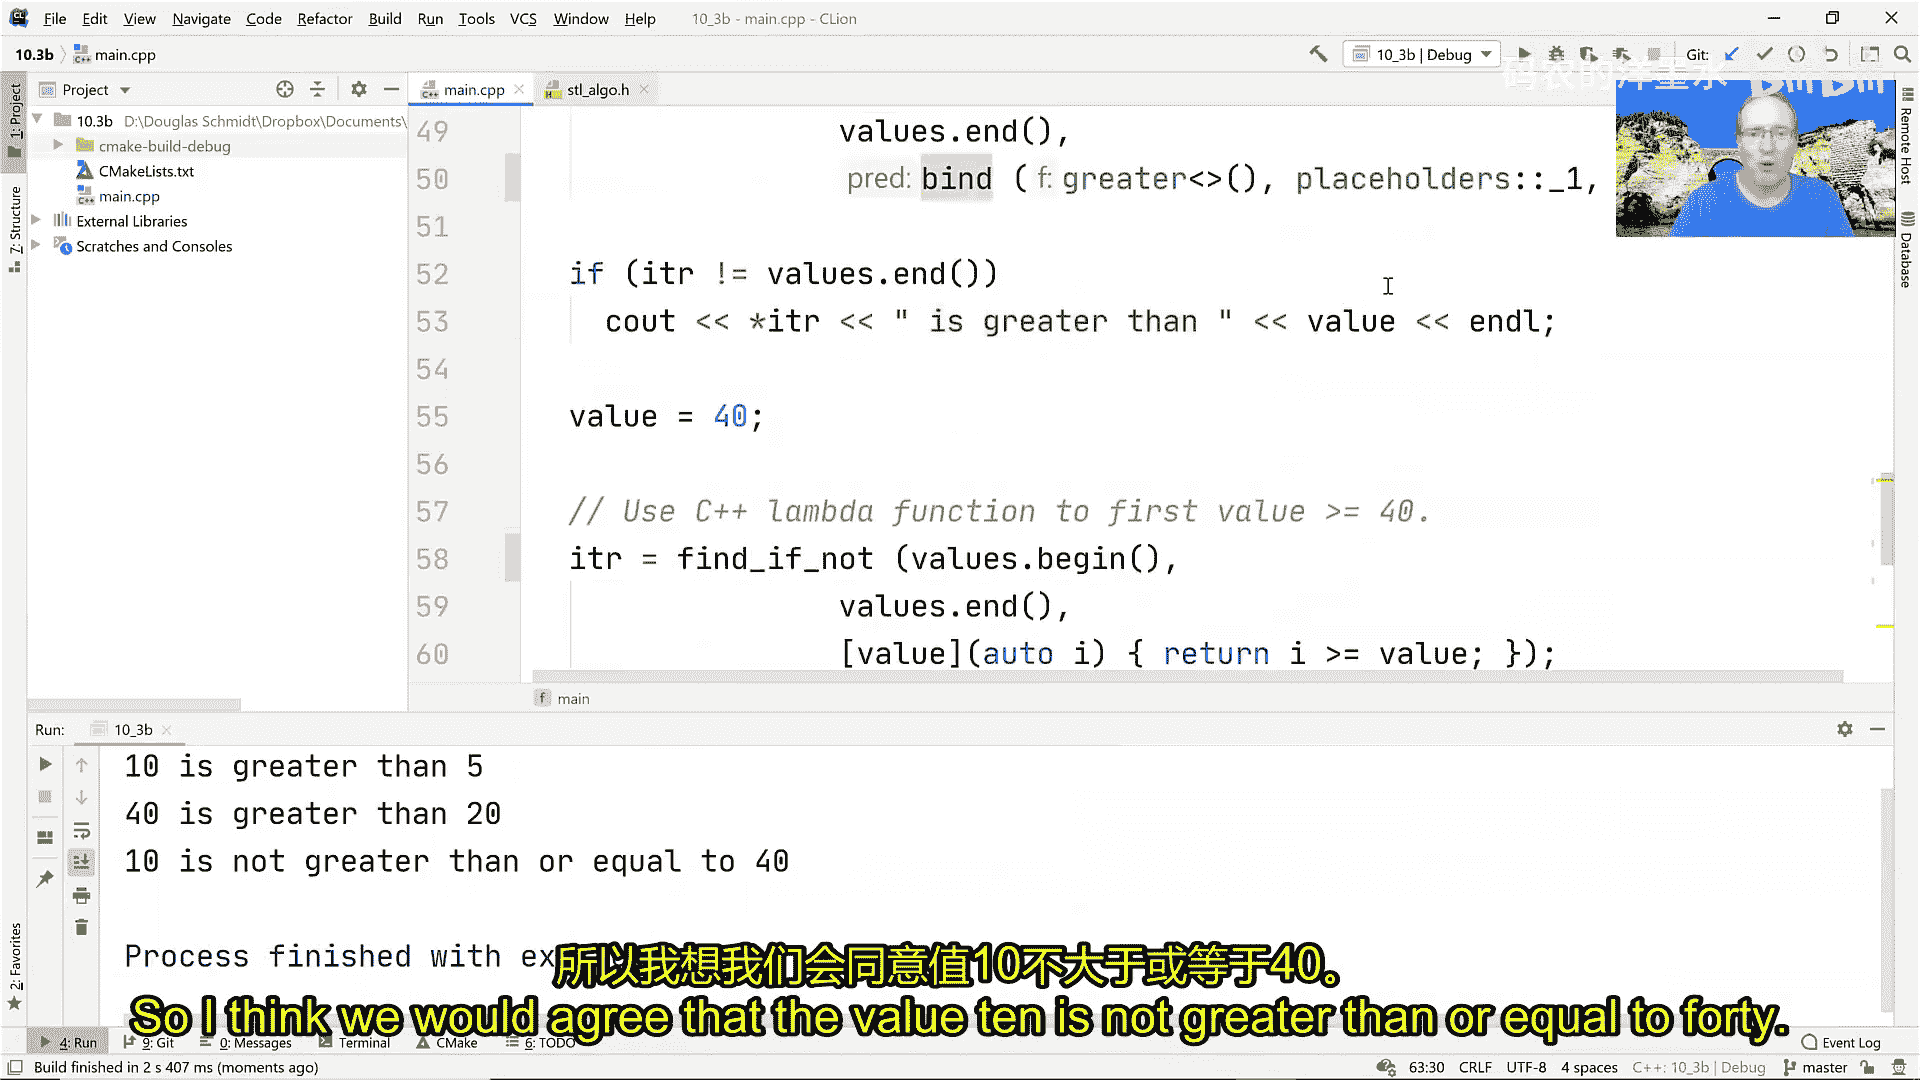 File Edit View Navigate Code Refactor Build Run Tools VCS Window Help 10_3b - main.cpp - CLion
10.3b main.cpp 10_3b | Debug Git:
码农的洋垦水 bilibili
1: Project
Project
main.cpp
stl_algo.h
10.3b D:\Douglas Schmidt\Dropbox\Documents\
cmake-build-debug
CMakeLists.txt
main.cpp
External Libraries
Scratches and Consoles
7: Structure
Remote Host
Database
49 values.end(),
50 pred: bind ( f: greater<>(), placeholders::_1,
51
52 if (itr != values.end())
53 cout << *itr << " is greater than " << value << endl;
54
55 value = 40;
56
57 // Use C++ lambda function to first value >= 40.
58 itr = find_if_not (values.begin(),
59 values.end(),
60 [value](auto i) { return i >= value; });
main
Run: 10_3b
10 is greater than 5
40 is greater than 20
10 is not greater than or equal to 40
Process finished with ex
所以我想我们会同意值10不大于或等于40。
So I think we would agree that the value ten is not greater than or equal to forty.
2: Favorites
4: Run 9: Git 0: Messages Terminal CMake 6: TODO Event Log
Build finished in 2 s 407 ms (moments ago) 63:30 CRLF UTF-8 4 spaces C++: 10_3b | Debug master